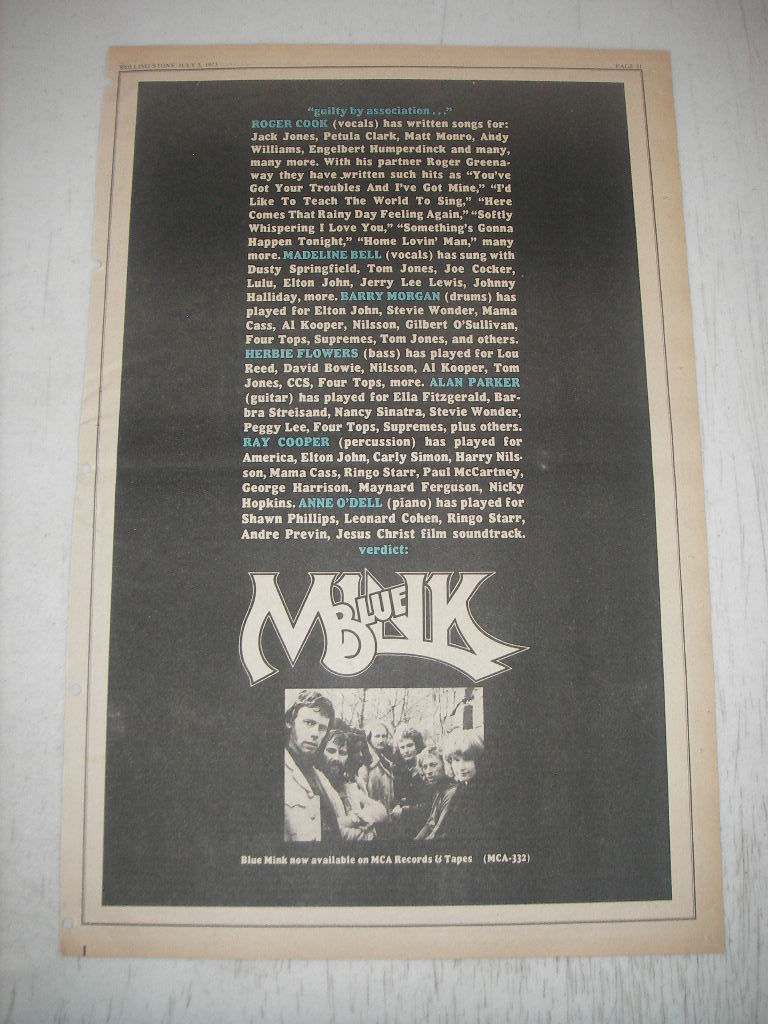 ROLLING STONE/JULY 5, 1973
PAGE 31
"guilty by association..."
ROGER COOK (vocals) has written songs for:
Jack Jones, Petula Clark, Matt Monro, Andy
Williams, Engelbert Humperdinck and many,
many more. With his partner Roger Greena-
way they have written such hits as "You've
Got Your Troubles And I've Got Mine," "I'd
Like To Teach The World To Sing," "Here
Comes That Rainy Day Feeling Again," "Softly
Whispering I Love You," "Something's Gonna
Happen Tonight," "Home Lovin' Man," many
more. MADELINE BELL (vocals) has sung with
Dusty Springfield, Tom Jones, Joe Cocker,
Lulu, Elton John, Jerry Lee Lewis, Johnny
Halliday, more. BARRY MORGAN (drums) has
played for Elton John, Stevie Wonder, Mama
Cass, Al Kooper, Nilsson, Gilbert O'Sullivan,
Four Tops, Supremes, Tom Jones, and others.
HERBIE FLOWERS (bass) has played for Lou
Reed, David Bowie, Nilsson, Al Kooper, Tom
Jones, CCS, Four Tops, more. ALAN PARKER
(guitar) has played for Ella Fitzgerald, Bar-
bra Streisand, Nancy Sinatra, Stevie Wonder,
Peggy Lee, Four Tops, Supremes, plus others.
RAY COOPER (percussion) has played for
America, Elton John, Carly Simon, Harry Nils-
son, Mama Cass, Ringo Starr, Paul McCartney,
George Harrison, Maynard Ferguson, Nicky
Hopkins. ANNE O'DELL (piano) has played for
Shawn Phillips, Leonard Cohen, Ringo Starr,
Andre Previn, Jesus Christ film soundtrack.
verdict:
BLUE MINK
Blue Mink now available on MCA Records & Tapes (MCA-332)